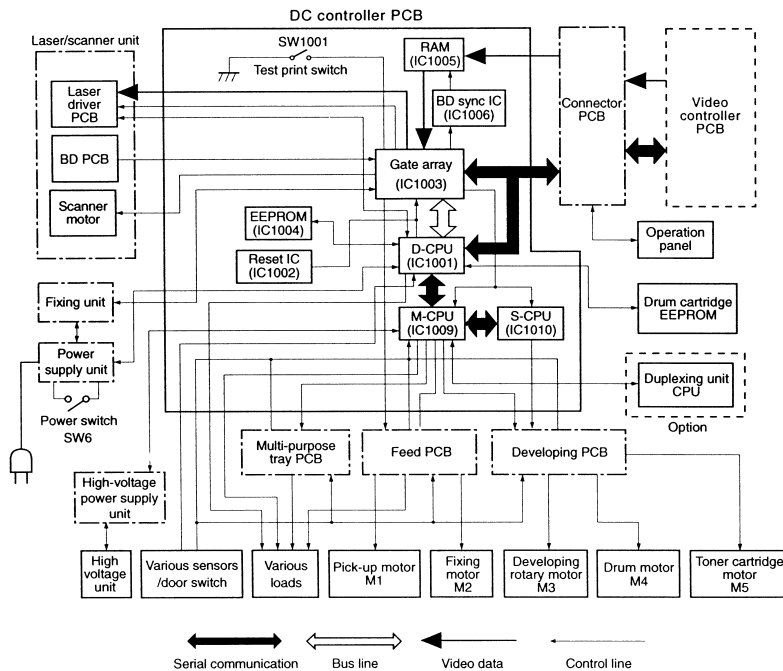 DC controller PCB
Laser/scanner unit
SW1001
Test print switch
RAM
(IC1005)
BD sync IC
(IC1006)
Laser
driver
PCB
BD PCB
Scanner
motor
Gate array
(IC1003)
Connector
PCB
Video
controller
PCB
EEPROM
(IC1004)
Reset IC
(IC1002)
D-CPU
(IC1001)
Operation
panel
Fixing unit
M-CPU
(IC1009)
S-CPU
(IC1010)
Drum cartridge
EEPROM
Power
supply unit
Power switch
SW6
Duplexing unit
CPU
Option
Multi-purpose
tray PCB
Feed PCB
Developing PCB
High-voltage
power supply
unit
High
voltage
unit
Various sensors
/door switch
Various
loads
Pick-up motor
M1
Fixing
motor
M2
Developing
rotary motor
M3
Drum motor
M4
Toner cartridge
motor
M5
Serial communication
Bus line
Video data
Control line